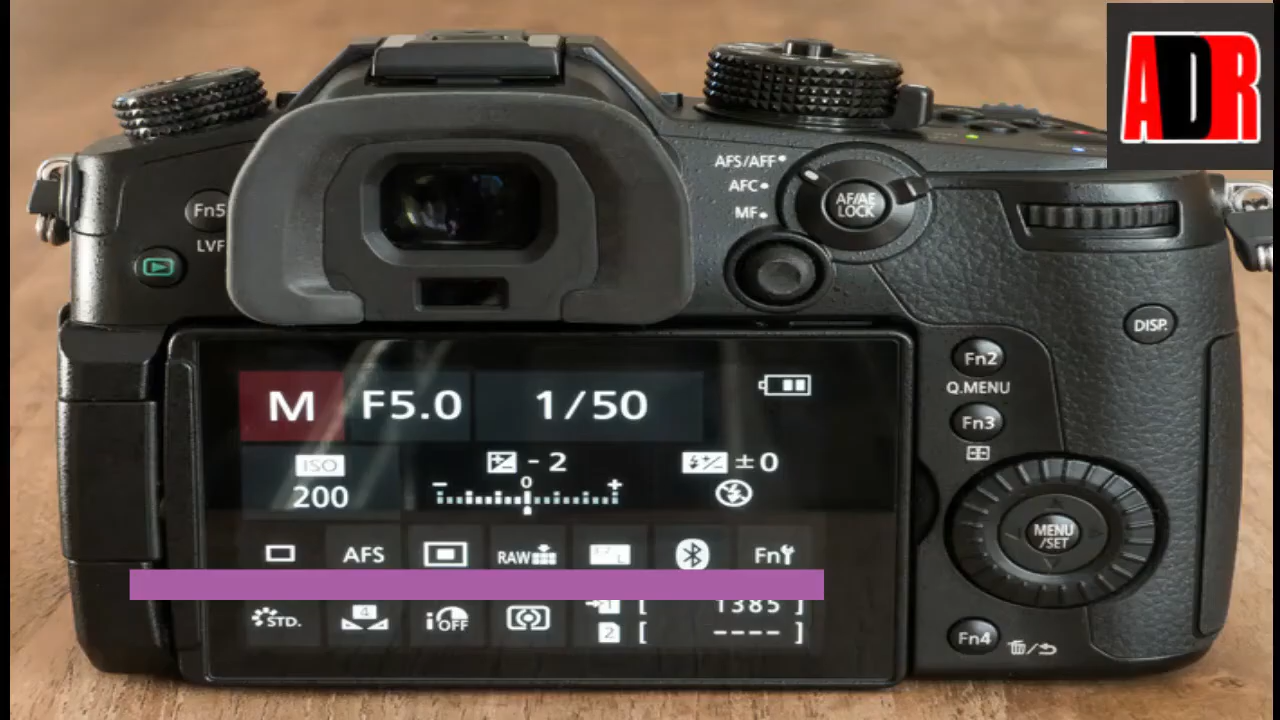 ADR
AFS/AFF
AFC
MF
AF/AE
LOCK
Fn5
LVF
DISP.
Fn2
Q.MENU
Fn3
M F5.0 1/50
ISO
200
- 2
± 0
- 0 +
AFS
RAW
L
Fn
MENU
/SET
STD.
4
i OFF
1 [ 1385 ]
2 [ ---- ]
Fn4